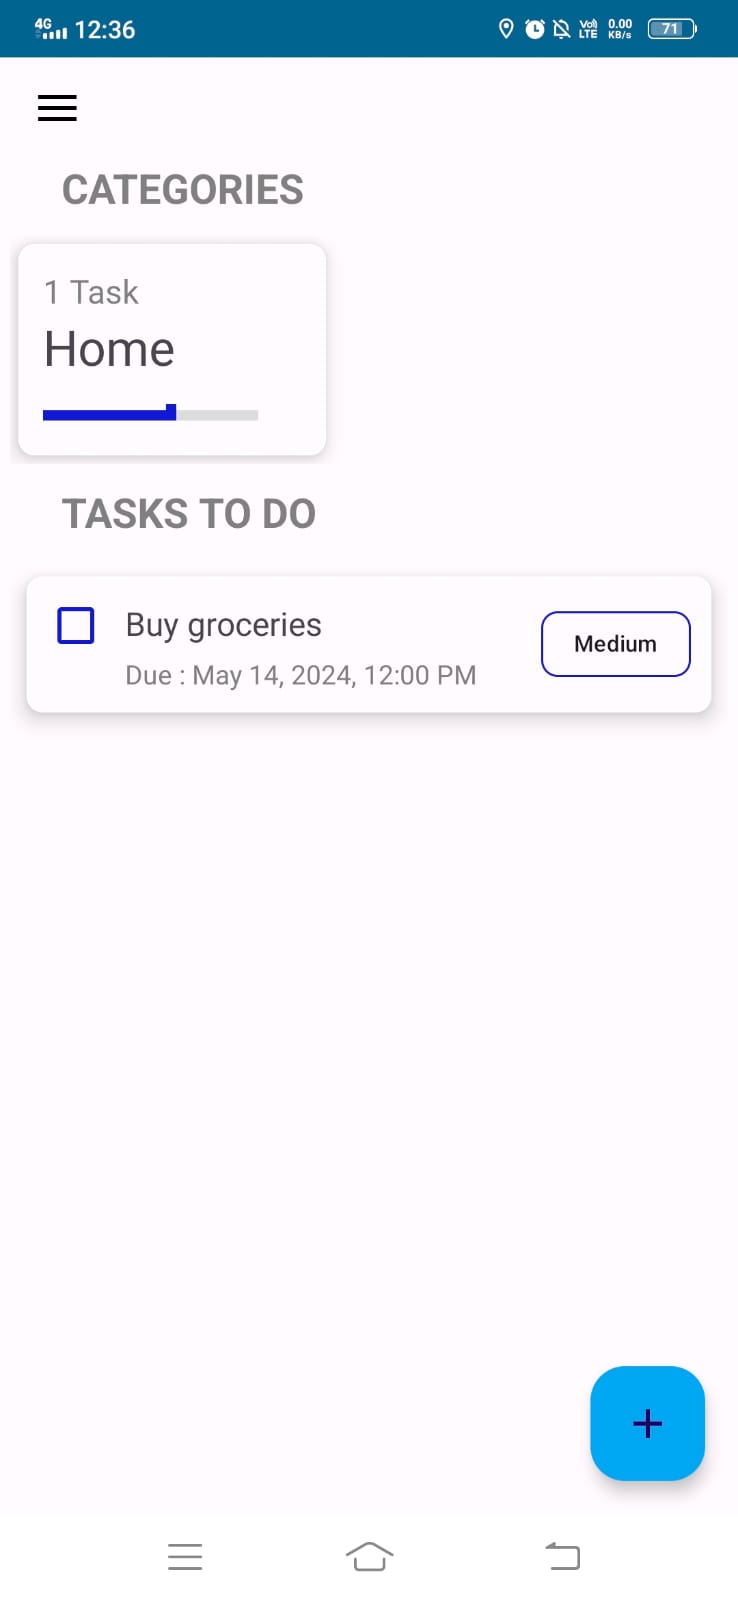 4G 12:36 Vo) LTE 0.00 KB/s 71
CATEGORIES
1 Task
Home
TASKS TO DO
Buy groceries
Due : May 14, 2024, 12:00 PM
Medium
+